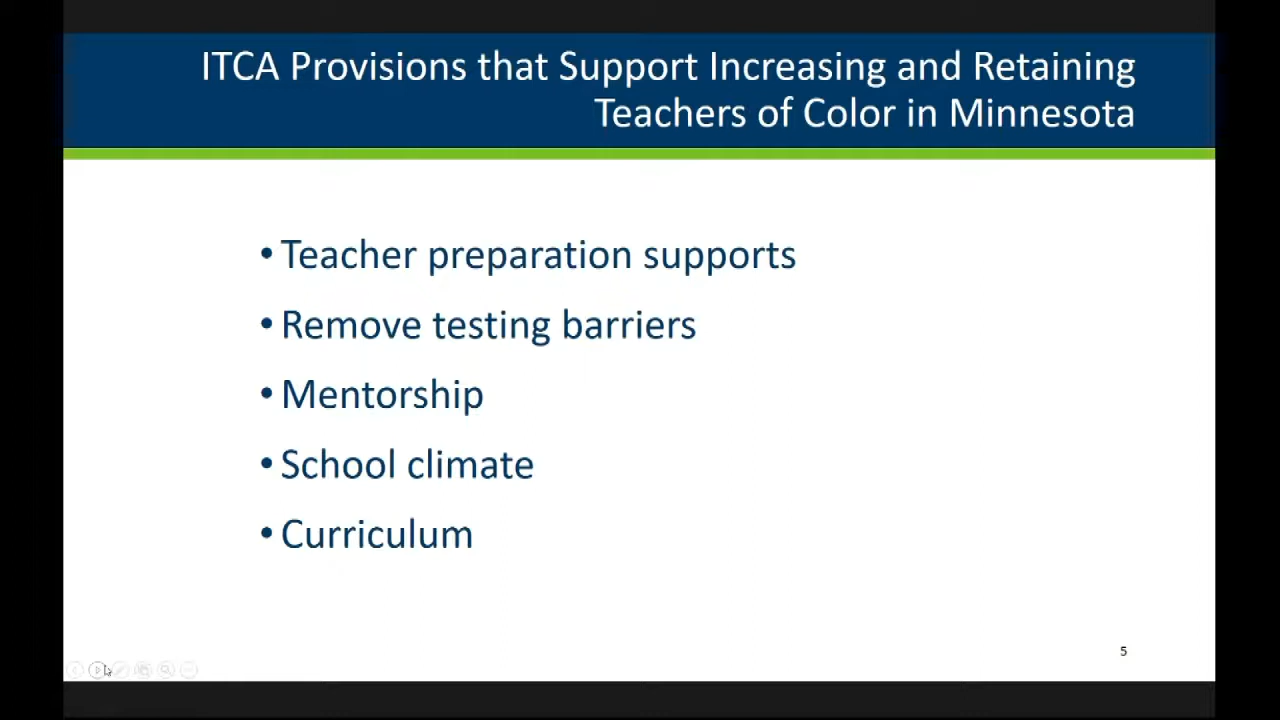 ITCA Provisions that Support Increasing and Retaining
Teachers of Color in Minnesota
• Teacher preparation supports
• Remove testing barriers
• Mentorship
• School climate
• Curriculum
5